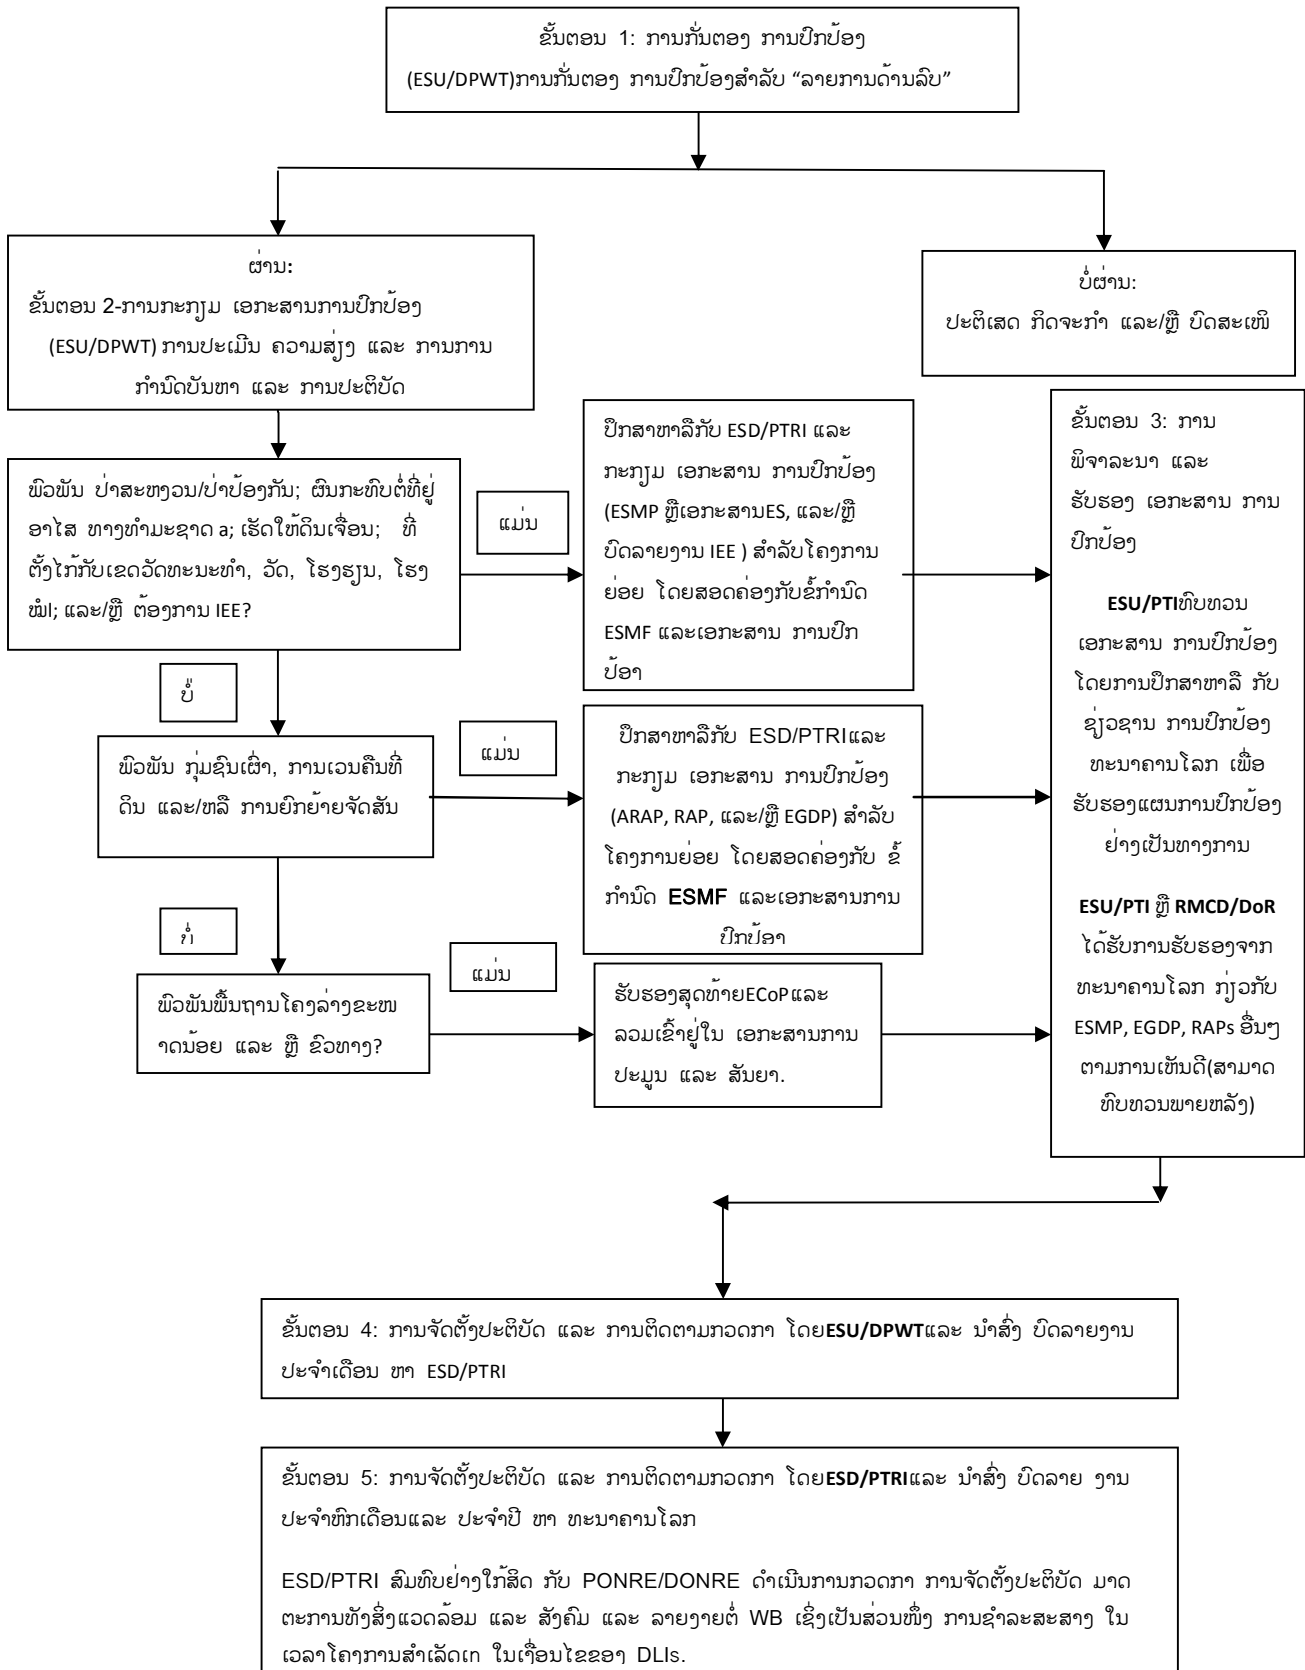 ຂັ້ນຕອນ 1: ການກັ່ນຕອງ ການປົກປ້ອງ
(ESU/DPWT)ການກັ່ນຕອງ ການປົກປ້ອງສຳລັບ “ລາຍການດ້ານລົບ”
ຜ່ານ:
ຂັ້ນຕອນ 2-ການກະກຽມ ເອກະສານການປົກປ້ອງ
(ESU/DPWT) ການປະເມີນ ຄວາມສ່ຽງ ແລະ ການການ
ກຳນົດບັນຫາ ແລະ ການປະຕິບັດ
ບໍ່ຜ່ານ:
ປະຕິເສດ ກິດຈະກຳ ແລະ/ຫຼື ບົດສະເໜີ
ພົວພັນ ປ່າສະຫງວນ/ປ່າປ້ອງກັນ; ຜົນກະທົບຕໍ່ທີ່ຢູ່
ອາໄສ ທາງທຳມະຊາດ a; ເຮັດໃຫ້ດິນເຈື່ອນ; ທີ່
ຕັ້ງໄກ້ກັບເຂດວັດທະນະທຳ, ວັດ, ໂຮງຮຽນ, ໂຮງ
ໝໍl; ແລະ/ຫຼື ຕ້ອງການ IEE?
ແມ່ນ
ປຶກສາຫາລືກັບ ESD/PTRI ແລະ
ກະກຽມ ເອກະສານ ການປົກປ້ອງ
(ESMP ຫຼືເອກະສານES, ແລະ/ຫຼື
ບົດລາຍງານ IEE ) ສຳລັບໂຄງການ
ຍ່ອຍ ໂດຍສອດຄ່ອງກັບຂໍ້ກຳນົດ
ESMF ແລະເອກະສານ ການປົກ
ປ້ອາ
ບໍ່
ພົວພັນ ກຸ່ມຊົນເຜົ່າ, ການເວນຄືນທີ່
ດິນ ແລະ/ຫລື ການຍົກຍ້າຍຈັດສັນ
ແມ່ນ
ປຶກສາຫາລືກັບ ESD/PTRIແລະ
ກະກຽມ ເອກະສານ ການປົກປ້ອງ
(ARAP, RAP, ແລະ/ຫຼື EGDP) ສຳລັບ
ໂຄງການຍ່ອຍ ໂດຍສອດຄ່ອງກັບ ຂໍ້
ກຳນົດ ESMF ແລະເອກະສານການ
ປົກປ້ອາ
ບໍ່
ພົວພັນພື້ນຖານໂຄງລ່າງຂະໜ
າດນ້ອຍ ແລະ ຫຼື ຂົວທາງ?
ແມ່ນ
ຮັບຮອງສຸດທ້າຍECoPແລະ
ລວມເຂົ້າຢູ່ໃນ ເອກະສານການ
ປະມູນ ແລະ ສັນຍາ.
ຂັ້ນຕອນ 3: ການ
ພິຈາລະນາ ແລະ
ຮັບຮອງ ເອກະສານ ການ
ປົກປ້ອງ
ESU/PTIທົບທວນ
ເອກະສານ ການປົກປ້ອງ
ໂດຍການປຶກສາຫາລື ກັບ
ຊ່ຽວຊານ ການປົກປ້ອງ
ທະນາຄານໂລກ ເພື່ອ
ຮັບຮອງແຜນການປົກປ້ອງ
ຢ່າງເປັນທາງການ
ESU/PTI ຫຼື RMCD/DoR
ໄດ້ຮັບການຮັບຮອງຈາກ
ທະນາຄານໂລກ ກ່ຽວກັບ
ESMP, EGDP, RAPs ອື່ນໆ
ຕາມການເຫັນດີ(ສາມາດ
ທົບທວນພາຍຫລັງ)
ຂັ້ນຕອນ 4: ການຈັດຕັ້ງປະຕິບັດ ແລະ ການຕິດຕາມກວດກາ ໂດຍESU/DPWTແລະ ນຳສົ່ງ ບົດລາຍງານ
ປະຈຳເດືອນ ຫາ ESD/PTRI
ຂັ້ນຕອນ 5: ການຈັດຕັ້ງປະຕິບັດ ແລະ ການຕິດຕາມກວດກາ ໂດຍESD/PTRIແລະ ນຳສົ່ງ ບົດລາຍ ງານ
ປະຈຳຫົກເດືອນແລະ ປະຈຳປີ ຫາ ທະນາຄານໂລກ
ESD/PTRI ສົມທົບຢ່າງໃກ້ສິດ ກັບ PONRE/DONRE ດຳເນີນການກວດກາ ການຈັດຕັ້ງປະຕິບັດ ມາດ
ຕະການທັງສິ່ງແວດລ້ອມ ແລະ ສັງຄົມ ແລະ ລາຍງາຍຕໍ່ WB ເຊິ່ງເປັນສ່ວນໜຶ່ງ ການຊຳລະສະສາງ ໃນ
ເວລາໂຄງການສຳເລັດເກ ໃນເງື່ອນໄຂຂອງ DLIs.